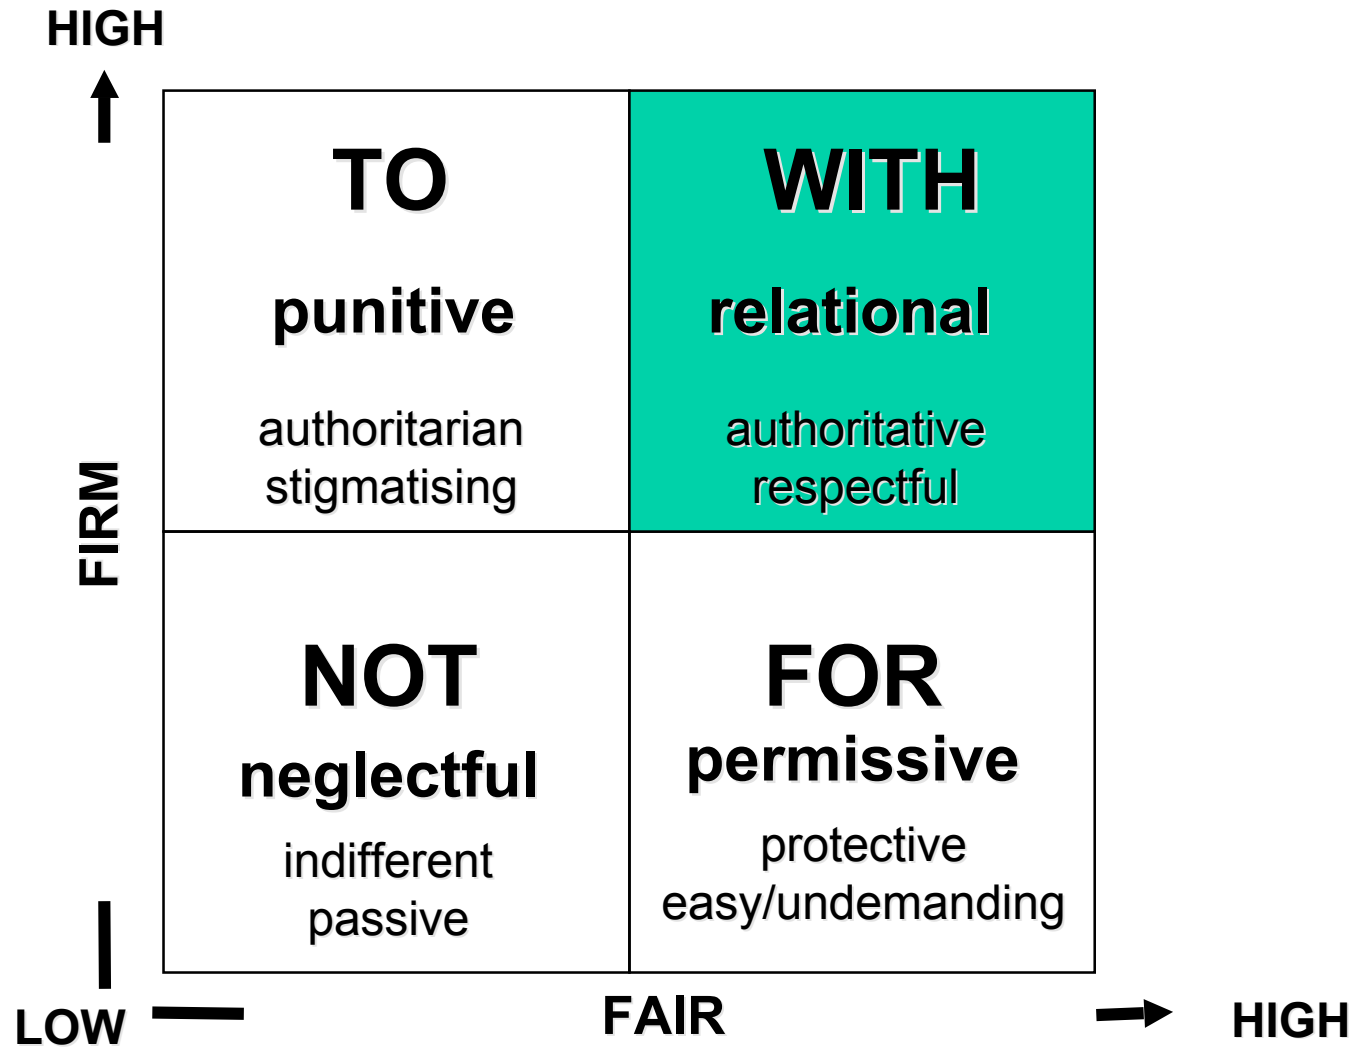 HIGH
TO
WITH
punitive
relational
authoritarian
stigmatising
authoritative
respectful
FIRM
NOT
FOR
neglectful
permissive
indifferent
passive
protective
easy/undemanding
LOW
FAIR
HIGH